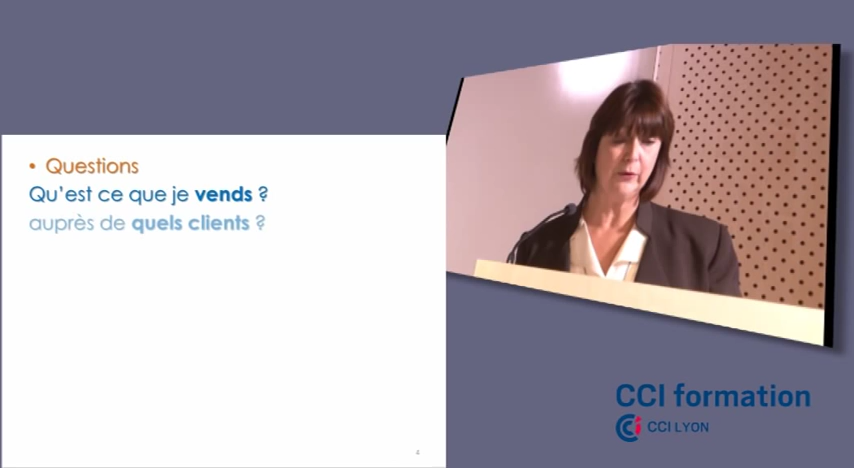 • Questions
Qu'est ce que je vends ?
auprès de quels clients ?
CCI formation
CCI LYON